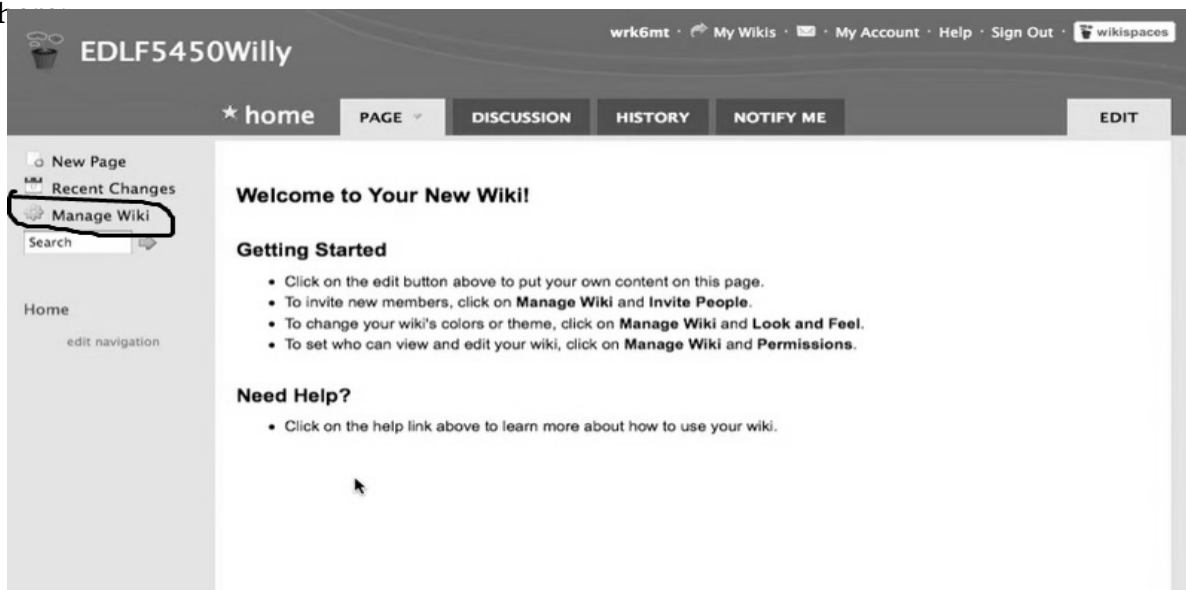 wrk6mt · My Wikis · · My Account · Help · Sign Out · wikispaces
EDLF5450Willy
home PAGE DISCUSSION HISTORY NOTIFY ME EDIT
New Page
Recent Changes
Manage Wiki
Search
Home
edit navigation
Welcome to Your New Wiki!
Getting Started
• Click on the edit button above to put your own content on this page.
• To invite new members, click on Manage Wiki and Invite People.
• To change your wiki's colors or theme, click on Manage Wiki and Look and Feel.
• To set who can view and edit your wiki, click on Manage Wiki and Permissions.
Need Help?
• Click on the help link above to learn more about how to use your wiki.